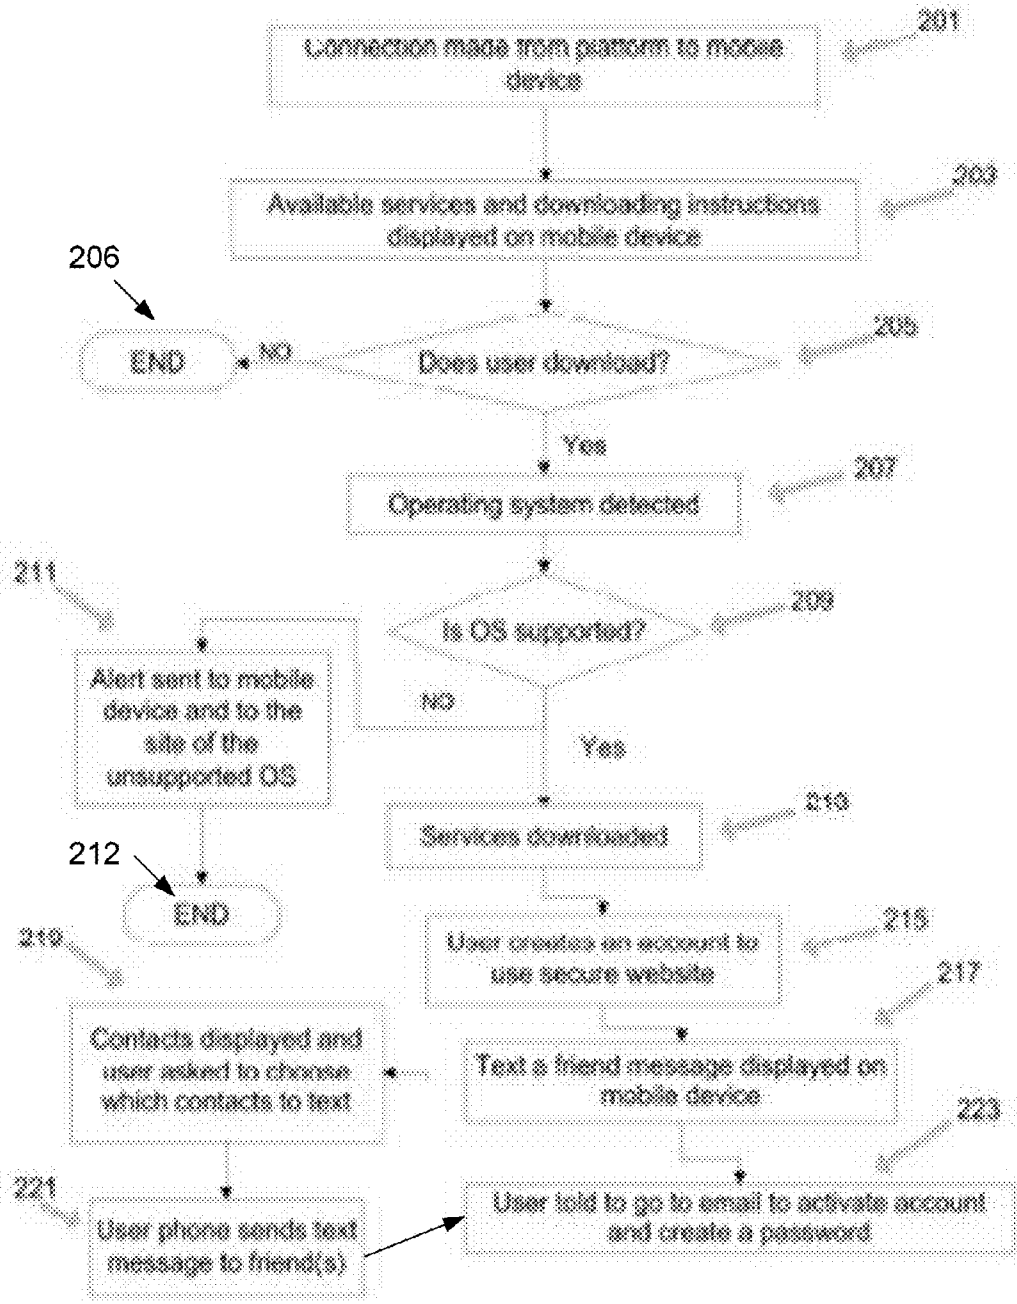 201
Connection made from platform to mobile
device
203
Available services and downloading instructions
displayed on mobile device
206
205
END
NO
Does user download?
Yes
207
Operating system detected
211
209
Is OS supported?
Alert sent to mobile
device and to the
site of the
unsupported OS
NO
Yes
213
Services downloaded
212
END
219
215
User creates an account to
use secure website
217
Contacts displayed and
user asked to choose
which contacts to text
Text a friend message displayed on
mobile device
223
221
User phone sends text
message to friend(s)
User told to go to email to activate account
and create a password